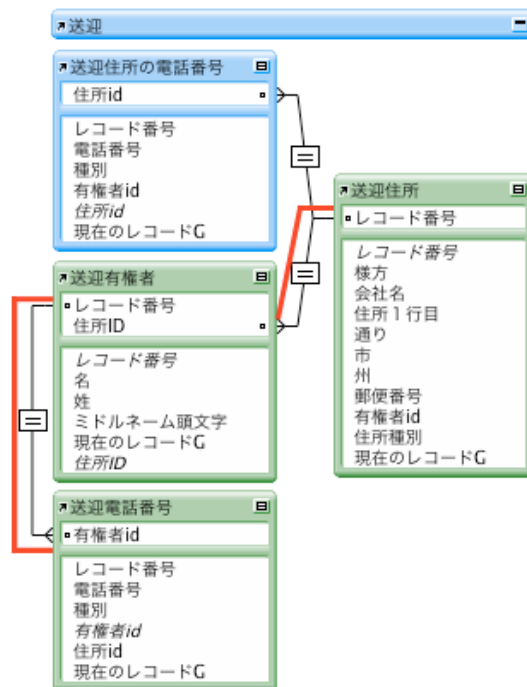 送迎
送迎住所の電話番号
住所id
レコード番号
電話番号
種別
有権者id
住所id
現在のレコードG
送迎有権者
レコード番号
住所ID
レコード番号
名
姓
ミドルネーム頭文字
現在のレコードG
住所ID
送迎電話番号
有権者id
レコード番号
電話番号
種別
有権者id
住所id
現在のレコードG
送迎住所
レコード番号
レコード番号
様方
会社名
住所１行目
通り
市
州
郵便番号
有権者id
住所種別
現在のレコードG